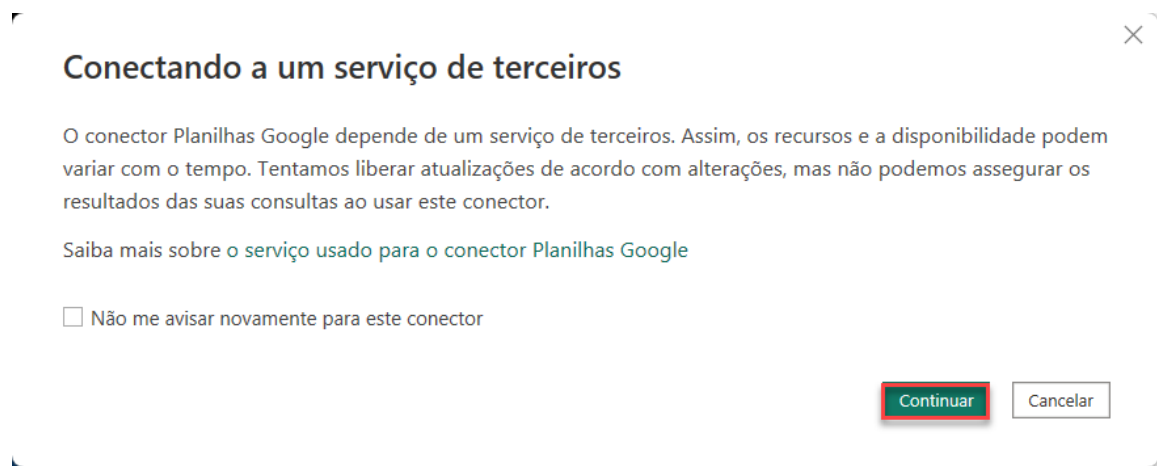 Conectando a um serviço de terceiros
O conector Planilhas Google depende de um serviço de terceiros. Assim, os recursos e a disponibilidade podem
variar com o tempo. Tentamos liberar atualizações de acordo com alterações, mas não podemos assegurar os
resultados das suas consultas ao usar este conector.
Saiba mais sobre o serviço usado para o conector Planilhas Google
Não me avisar novamente para este conector
Continuar Cancelar